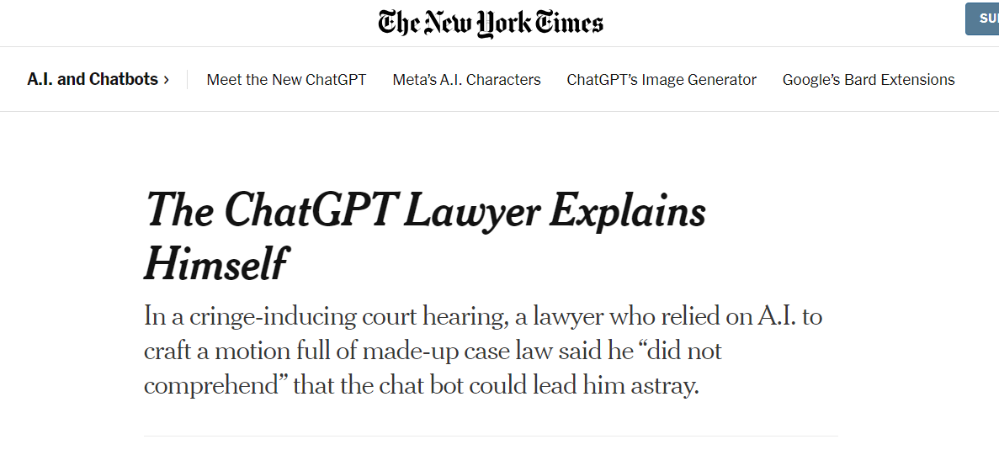 The New York Times
SU
A.I. and Chatbots › Meet the New ChatGPT Meta’s A.I. Characters ChatGPT’s Image Generator Google’s Bard Extensions
The ChatGPT Lawyer Explains
Himself
In a cringe-inducing court hearing, a lawyer who relied on A.I. to
craft a motion full of made-up case law said he “did not
comprehend” that the chat bot could lead him astray.